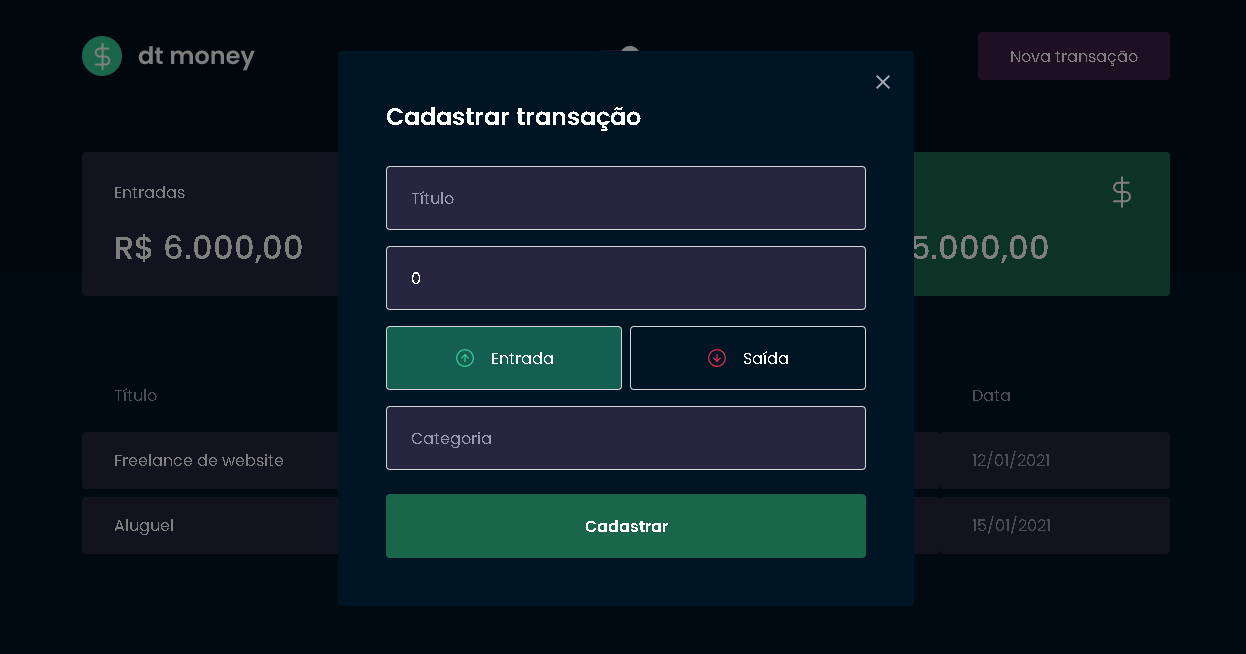 dt money
Nova transação
Cadastrar transação
Título
0
Entrada
Saída
Categoria
Cadastrar
Entradas
R$ 6.000,00
5.000,00
$
Título
Data
Freelance de website
12/01/2021
Aluguel
15/01/2021